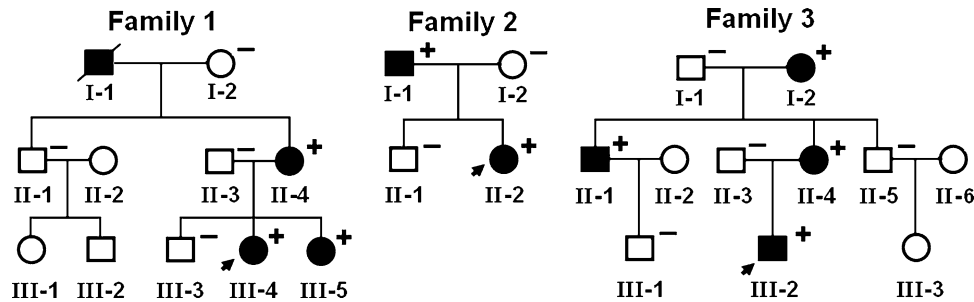 Family 1 Family 2 Family 3
− + − − +
I-1 I-2 I-1 I-2 I-1 I-2
− − + − + + − + −
II-1 II-2 II-3 II-4 II-1 II-2 II-1 II-2 II-3 II-4 II-5 II-6
− + + − +
III-1 III-2 III-3 III-4 III-5 III-1 III-2 III-3